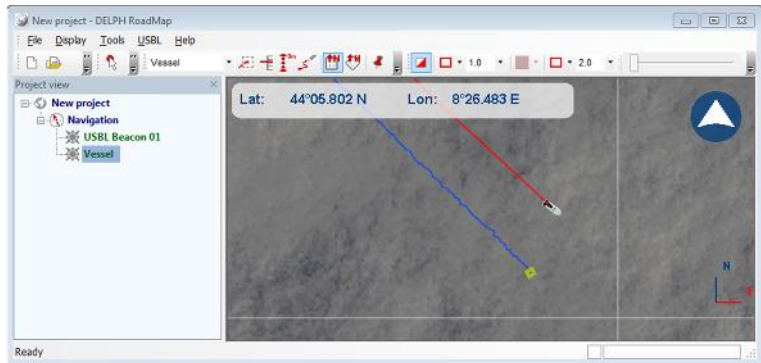 New project - DELPH RoadMap
File Display Tools USBL Help
Vessel 1.0 2.0
Project view
New project
Navigation
USBL Beacon 01
Vessel
Lat: 44°05.802 N Lon: 8°26.483 E
N
Ready